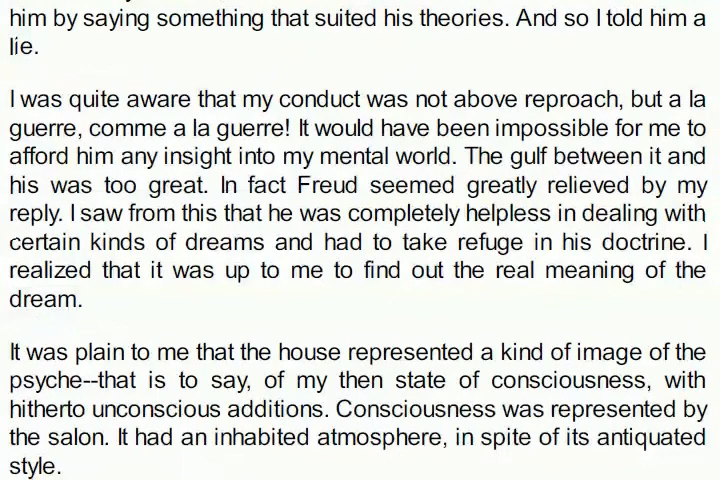 him by saying something that suited his theories. And so I told him a
lie.
I was quite aware that my conduct was not above reproach, but a la
guerre, comme a la guerre! It would have been impossible for me to
afford him any insight into my mental world. The gulf between it and
his was too great. In fact Freud seemed greatly relieved by my
reply. I saw from this that he was completely helpless in dealing with
certain kinds of dreams and had to take refuge in his doctrine. I
realized that it was up to me to find out the real meaning of the
dream.
It was plain to me that the house represented a kind of image of the
psyche--that is to say, of my then state of consciousness, with
hitherto unconscious additions. Consciousness was represented by
the salon. It had an inhabited atmosphere, in spite of its antiquated
style.